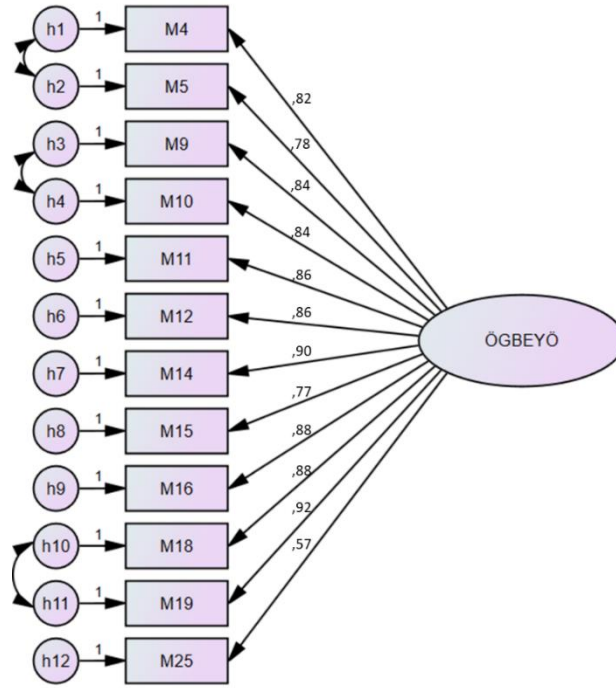 h1 1 M4
h2 1 M5
h3 1 M9
h4 1 M10
h5 1 M11
h6 1 M12
h7 1 M14
h8 1 M15
h9 1 M16
h10 1 M18
h11 1 M19
h12 1 M25
,82
,78
,84
,84
,86
,86
,90
,77
,88
,88
,92
,57
ÖGBEYÖ